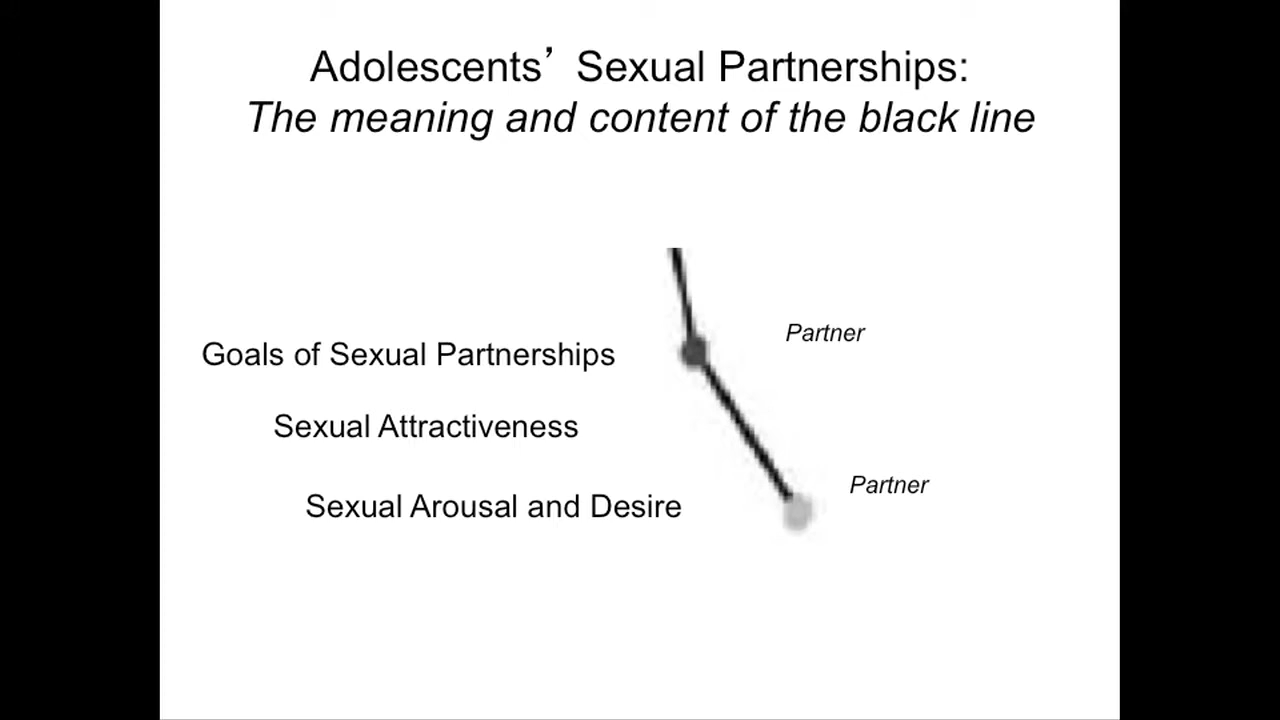 Adolescents’ Sexual Partnerships:
The meaning and content of the black line
Partner
Goals of Sexual Partnerships
Sexual Attractiveness
Partner
Sexual Arousal and Desire